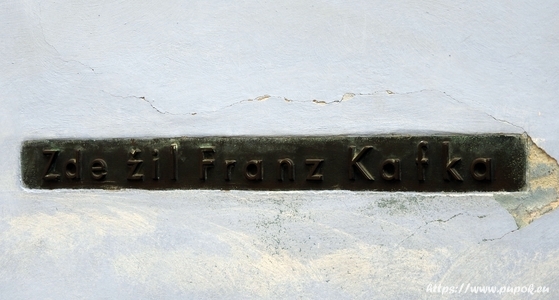 Zde žil Franz Kafka
https://www.pupok.eu